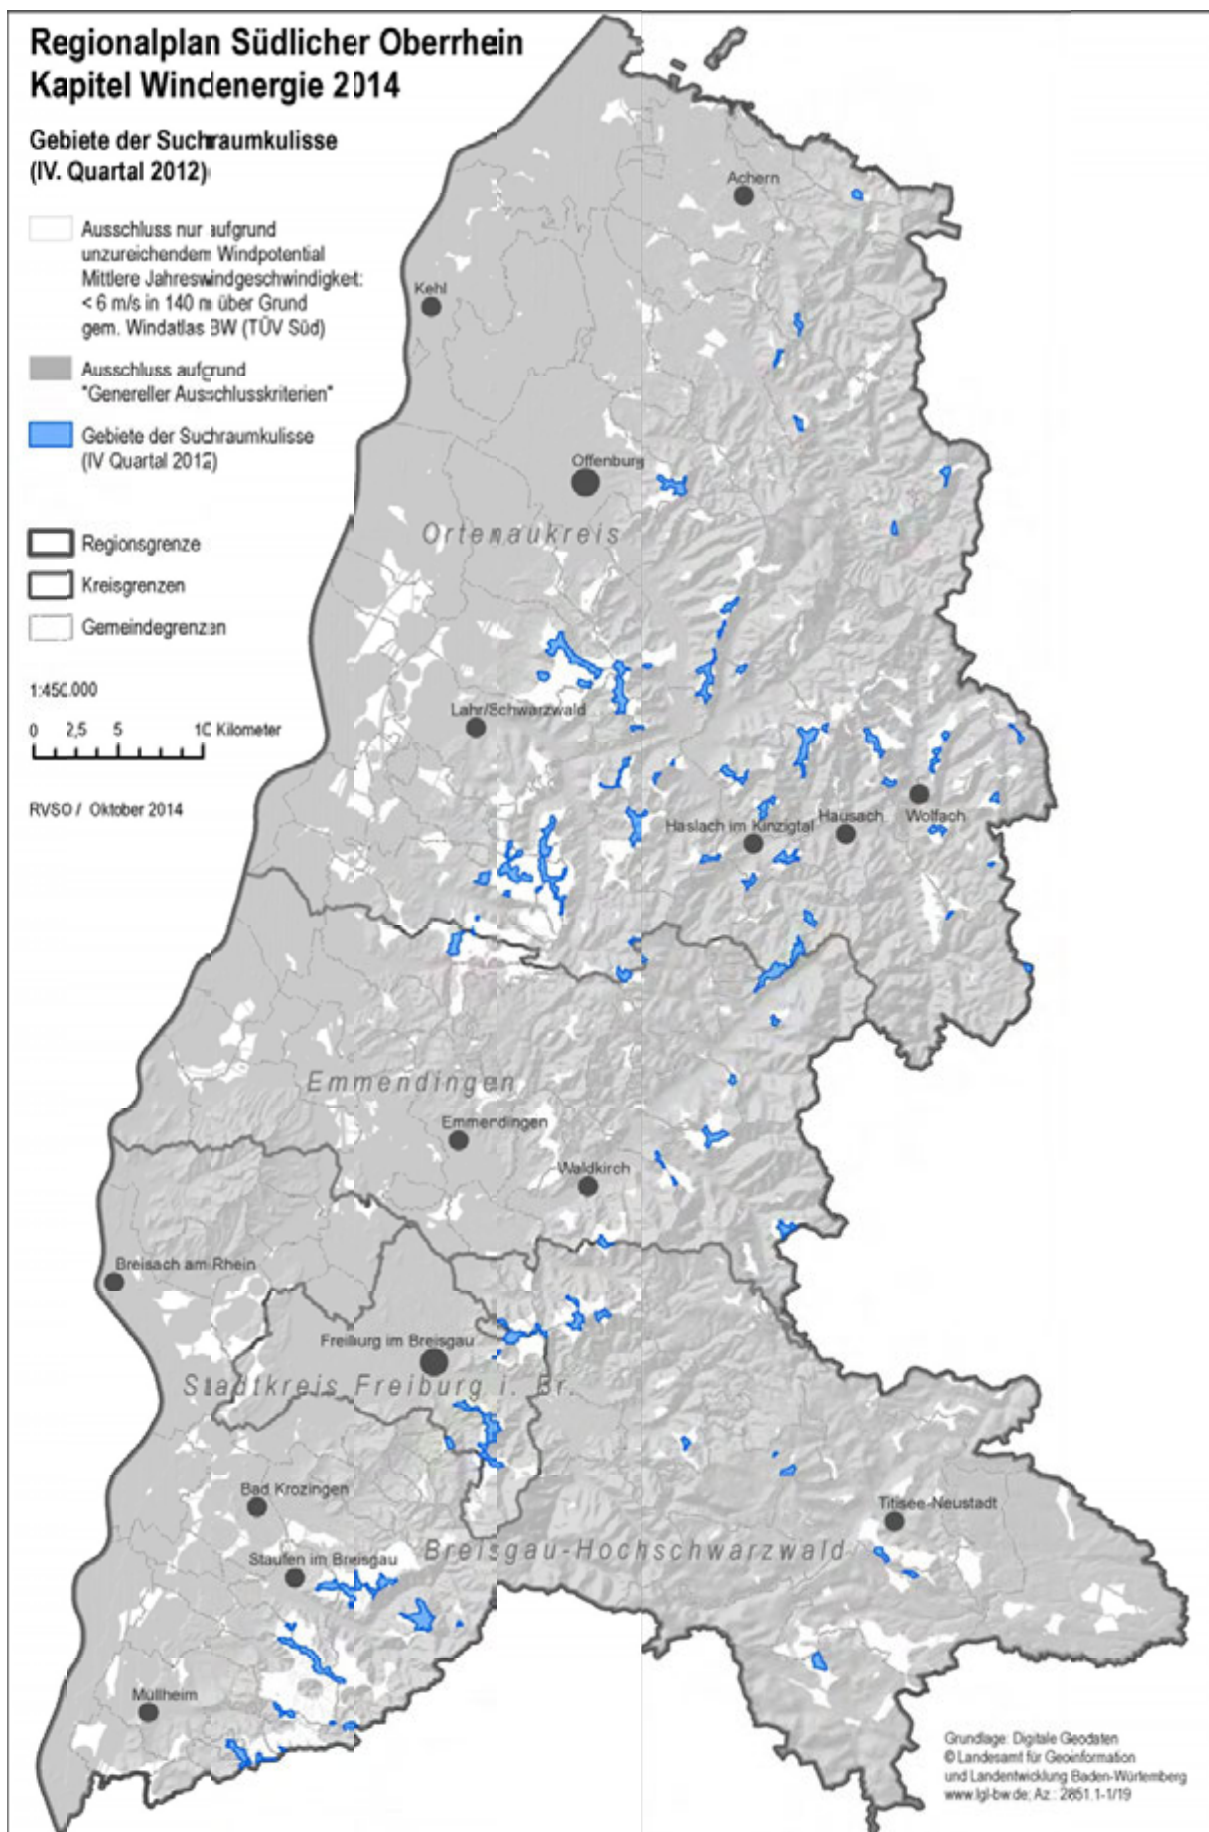 Regionalplan Südlicher Oberrhein
Kapitel Windenergie 2014
Gebiete der Suchraumkulisse
(IV. Quartal 2012)
Ausschluss nur aufgrund
unzureichendem Windpotential
Mittlere Jahreswindgeschwindigkeit:
< 6 m/s in 140 m über Grund
gem. Windatlas BW (TÜV Süd)
Ausschluss aufgrund
"Genereller Ausschlusskriterien"
Gebiete der Suchraumkulisse
(IV Quartal 2012)
Regionsgrenze
Kreisgrenzen
Gemeindegrenzen
1:450.000
0 2,5 5 10 Kilometer
RVSO / Oktober 2014
Achern
Kehl
Offenburg
Ortenaukreis
Lahr/Schwarzwald
Haslach im Kinzigtal
Hausach
Wolfach
Emmendingen
Emmendingen
Waldkirch
Breisach am Rhein
Freiburg im Breisgau
Stadtkreis Freiburg i. Br.
Bad Krozingen
Titisee-Neustadt
Staufen im Breisgau
Breisgau-Hochschwarzwald
Müllheim
Grundlage: Digitale Geodaten
© Landesamt für Geoinformation
und Landentwicklung Baden-Würtemberg
www.lgl-bw.de; Az.: 2851.1-1/19